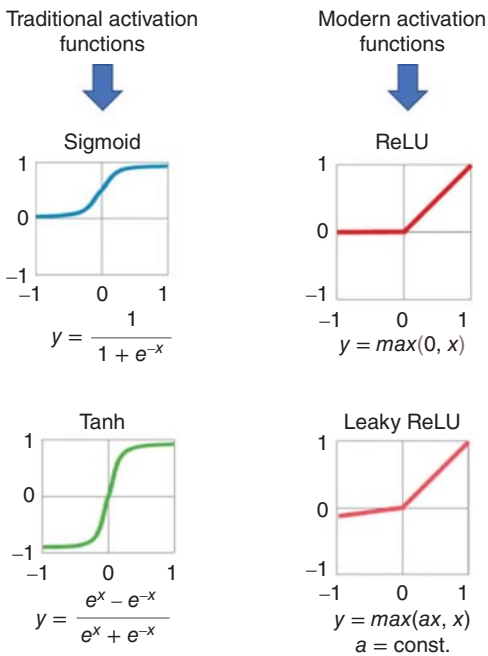 Traditional activation
functions
Modern activation
functions
Sigmoid
1
0
−1
−1 0 1
y = 1 / (1 + e^−x)
ReLU
1
0
−1
−1 0 1
y = max(0, x)
Tanh
1
0
−1
−1 0 1
y = (e^x − e^−x) / (e^x + e^−x)
Leaky ReLU
1
0
−1
−1 0 1
y = max(ax, x)
a = const.